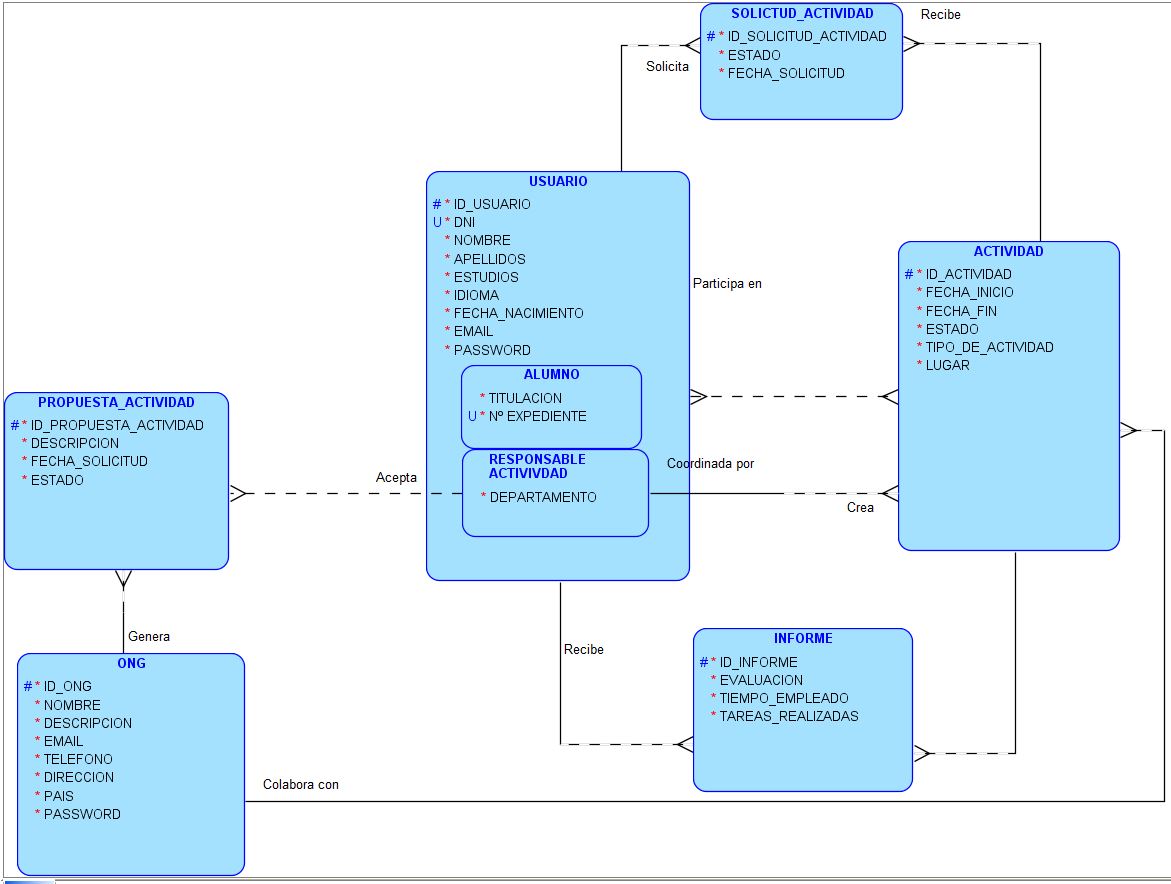 SOLICTUD_ACTIVIDAD
# * ID_SOLICITUD_ACTIVIDAD
* ESTADO
* FECHA_SOLICITUD
Recibe
Solicita
USUARIO
# * ID_USUARIO
U * DNI
* NOMBRE
* APELLIDOS
* ESTUDIOS
* IDIOMA
* FECHA_NACIMIENTO
* EMAIL
* PASSWORD
ALUMNO
* TITULACION
U * Nº EXPEDIENTE
RESPONSABLE
ACTIVIVDAD
* DEPARTAMENTO
Participa en
ACTIVIDAD
# * ID_ACTIVIDAD
* FECHA_INICIO
* FECHA_FIN
* ESTADO
* TIPO_DE_ACTIVIDAD
* LUGAR
PROPUESTA_ACTIVIDAD
# * ID_PROPUESTA_ACTIVIDAD
* DESCRIPCION
* FECHA_SOLICITUD
* ESTADO
Acepta
Coordinada por
Crea
Genera
Recibe
ONG
# * ID_ONG
* NOMBRE
* DESCRIPCION
* EMAIL
* TELEFONO
* DIRECCION
* PAIS
* PASSWORD
INFORME
# * ID_INFORME
* EVALUACION
* TIEMPO_EMPLEADO
* TAREAS_REALIZADAS
Colabora con